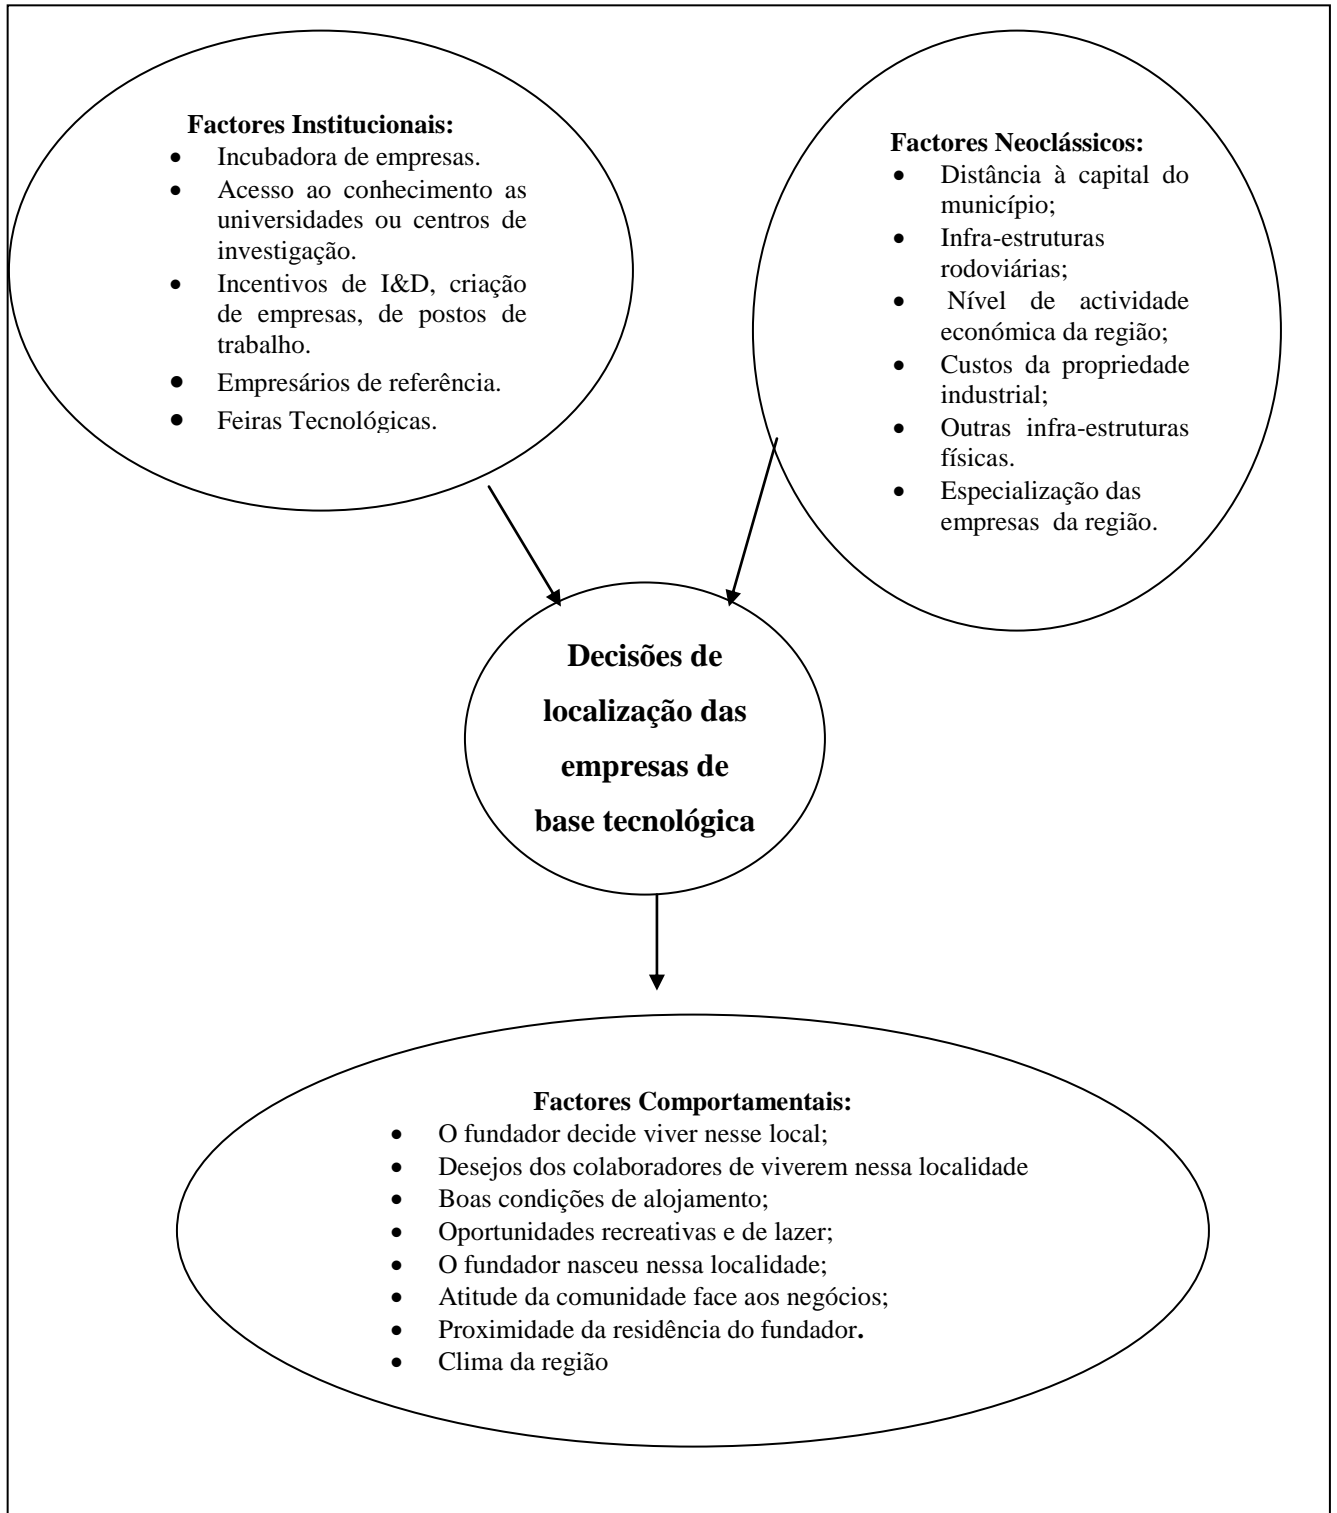 Factores Institucionais:
• Incubadora de empresas.
• Acesso ao conhecimento as
universidades ou centros de
investigação.
• Incentivos de I&D, criação
de empresas, de postos de
trabalho.
• Empresários de referência.
• Feiras Tecnológicas.
Factores Neoclássicos:
• Distância à capital do
município;
• Infra-estruturas
rodoviárias;
• Nível de actividade
económica da região;
• Custos da propriedade
industrial;
• Outras infra-estruturas
físicas.
• Especialização das
empresas da região.
Decisões de
localização das
empresas de
base tecnológica
Factores Comportamentais:
• O fundador decide viver nesse local;
• Desejos dos colaboradores de viverem nessa localidade
• Boas condições de alojamento;
• Oportunidades recreativas e de lazer;
• O fundador nasceu nessa localidade;
• Atitude da comunidade face aos negócios;
• Proximidade da residência do fundador.
• Clima da região